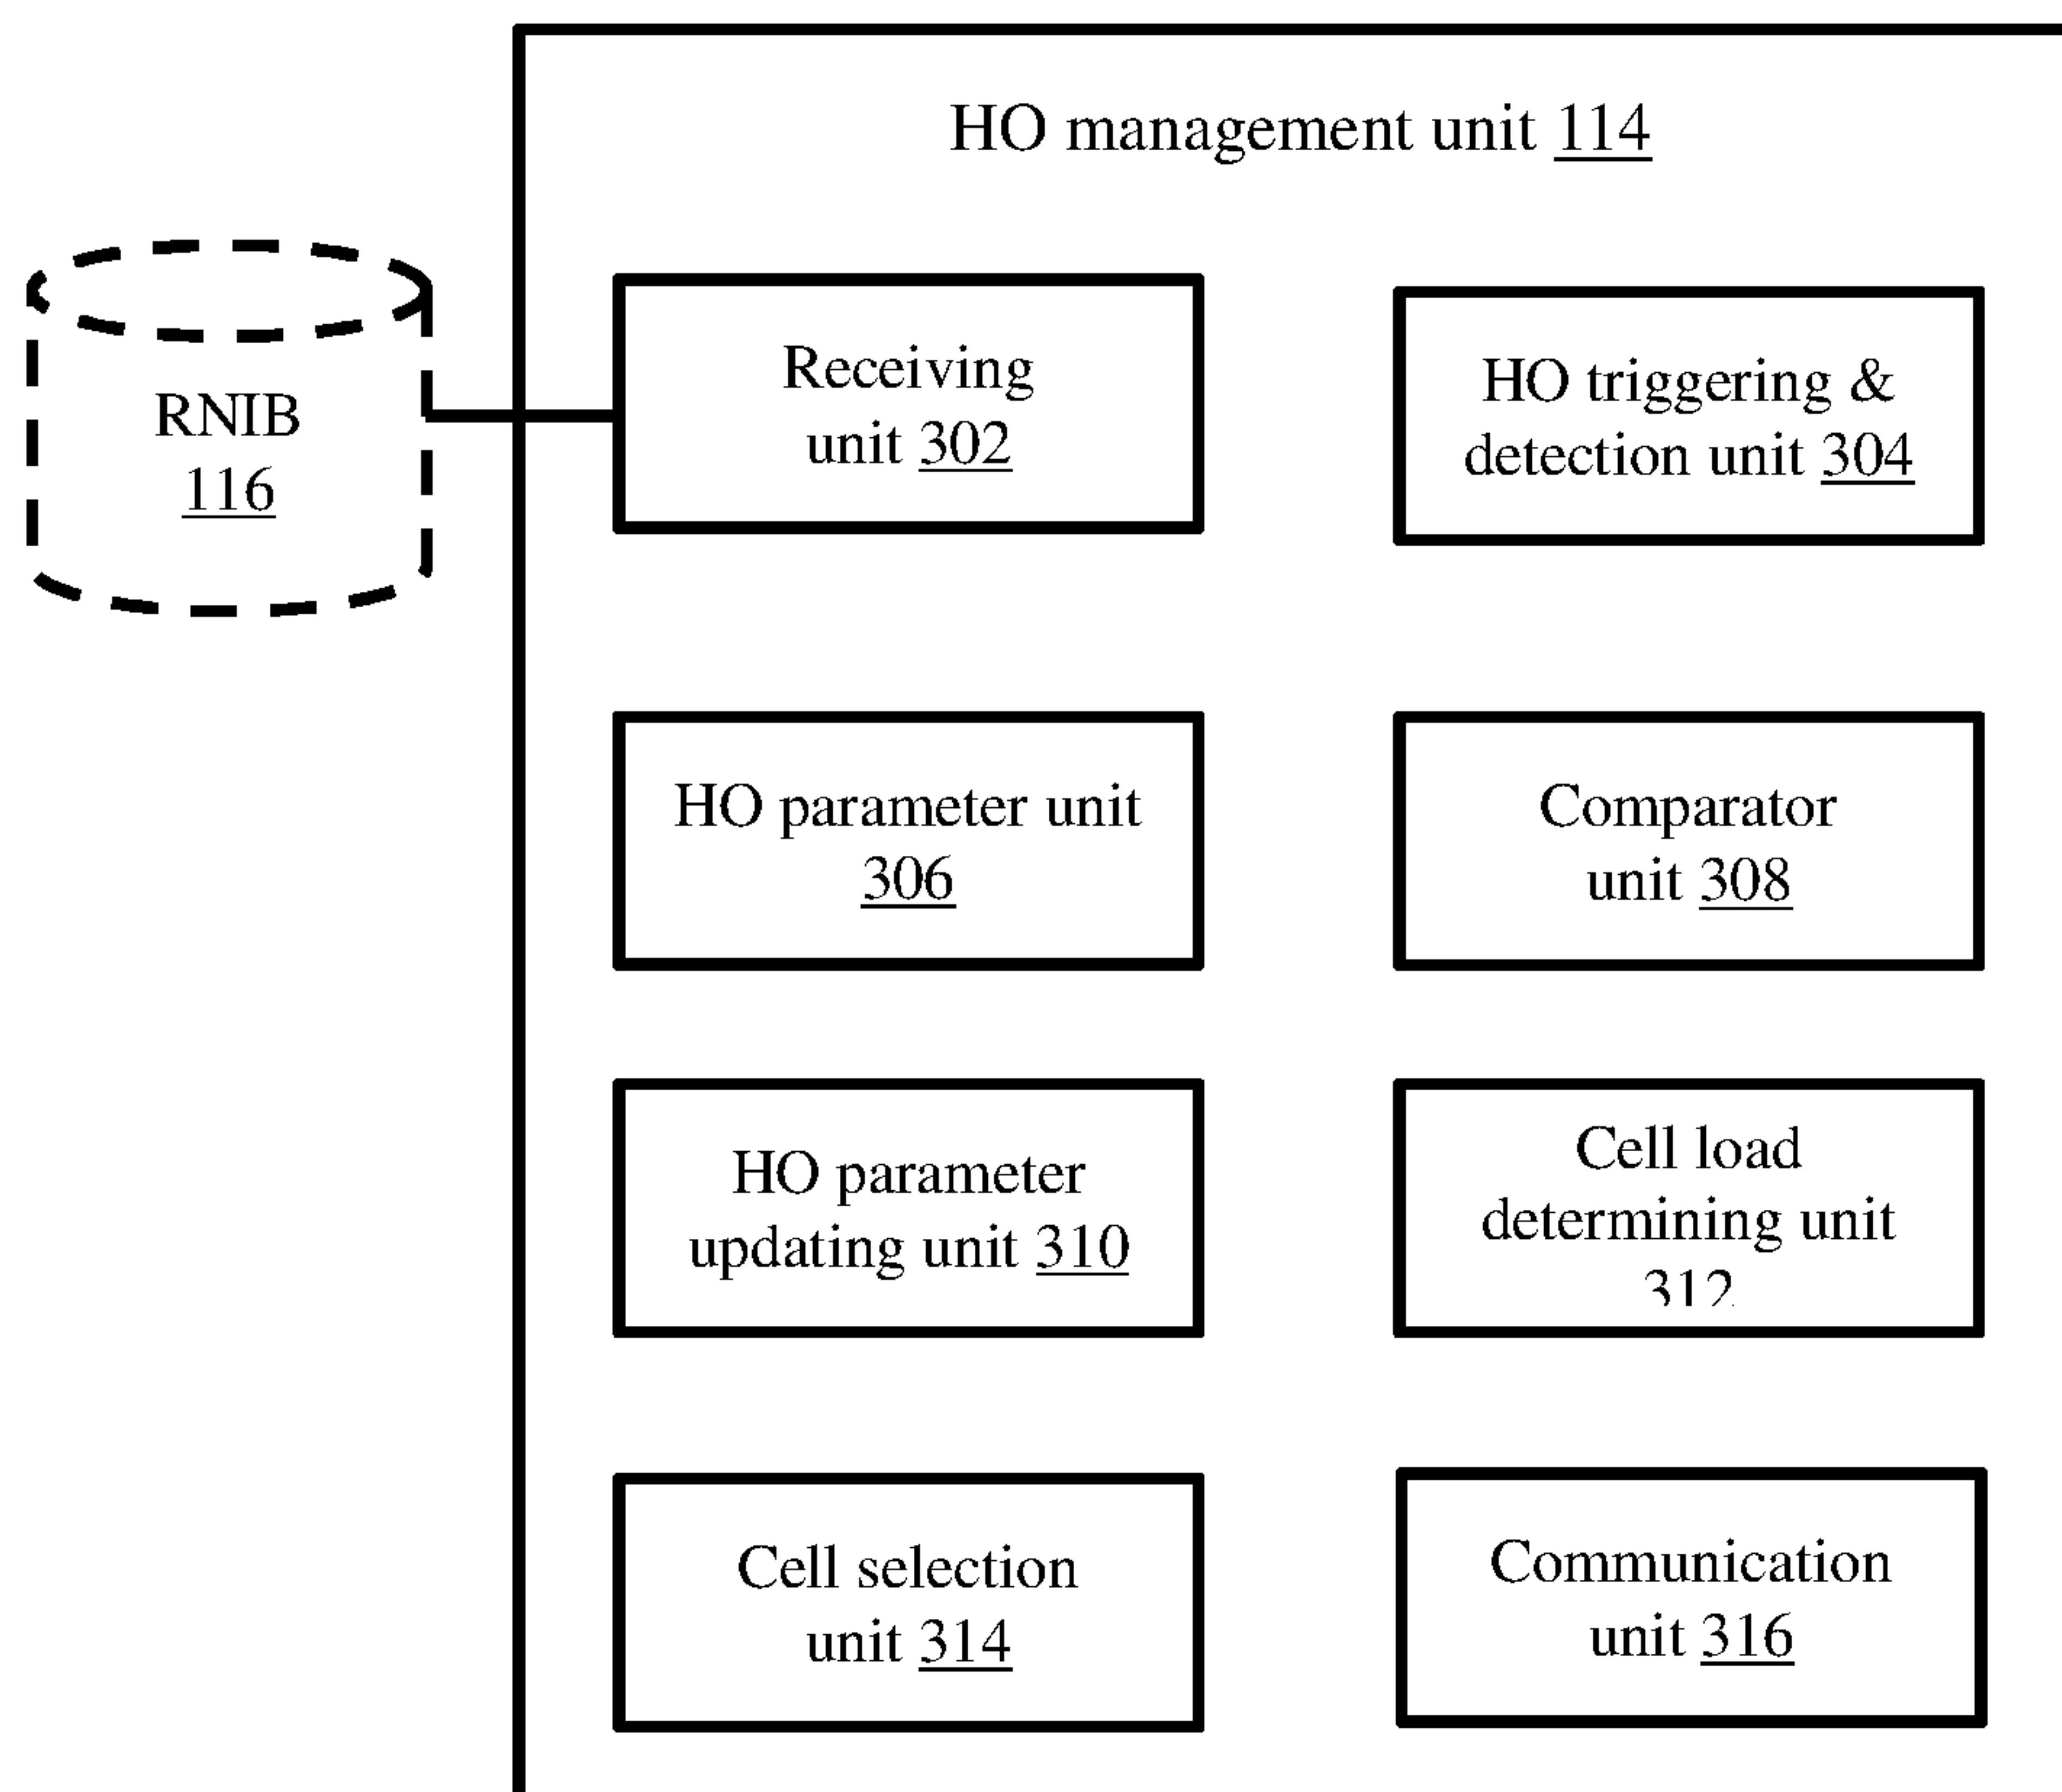 HO management unit 114
RNIB
116
Receiving
unit 302
HO triggering &
detection unit 304
HO parameter unit
306
Comparator
unit 308
HO parameter
updating unit 310
Cell load
determining unit
312
Cell selection
unit 314
Communication
unit 316